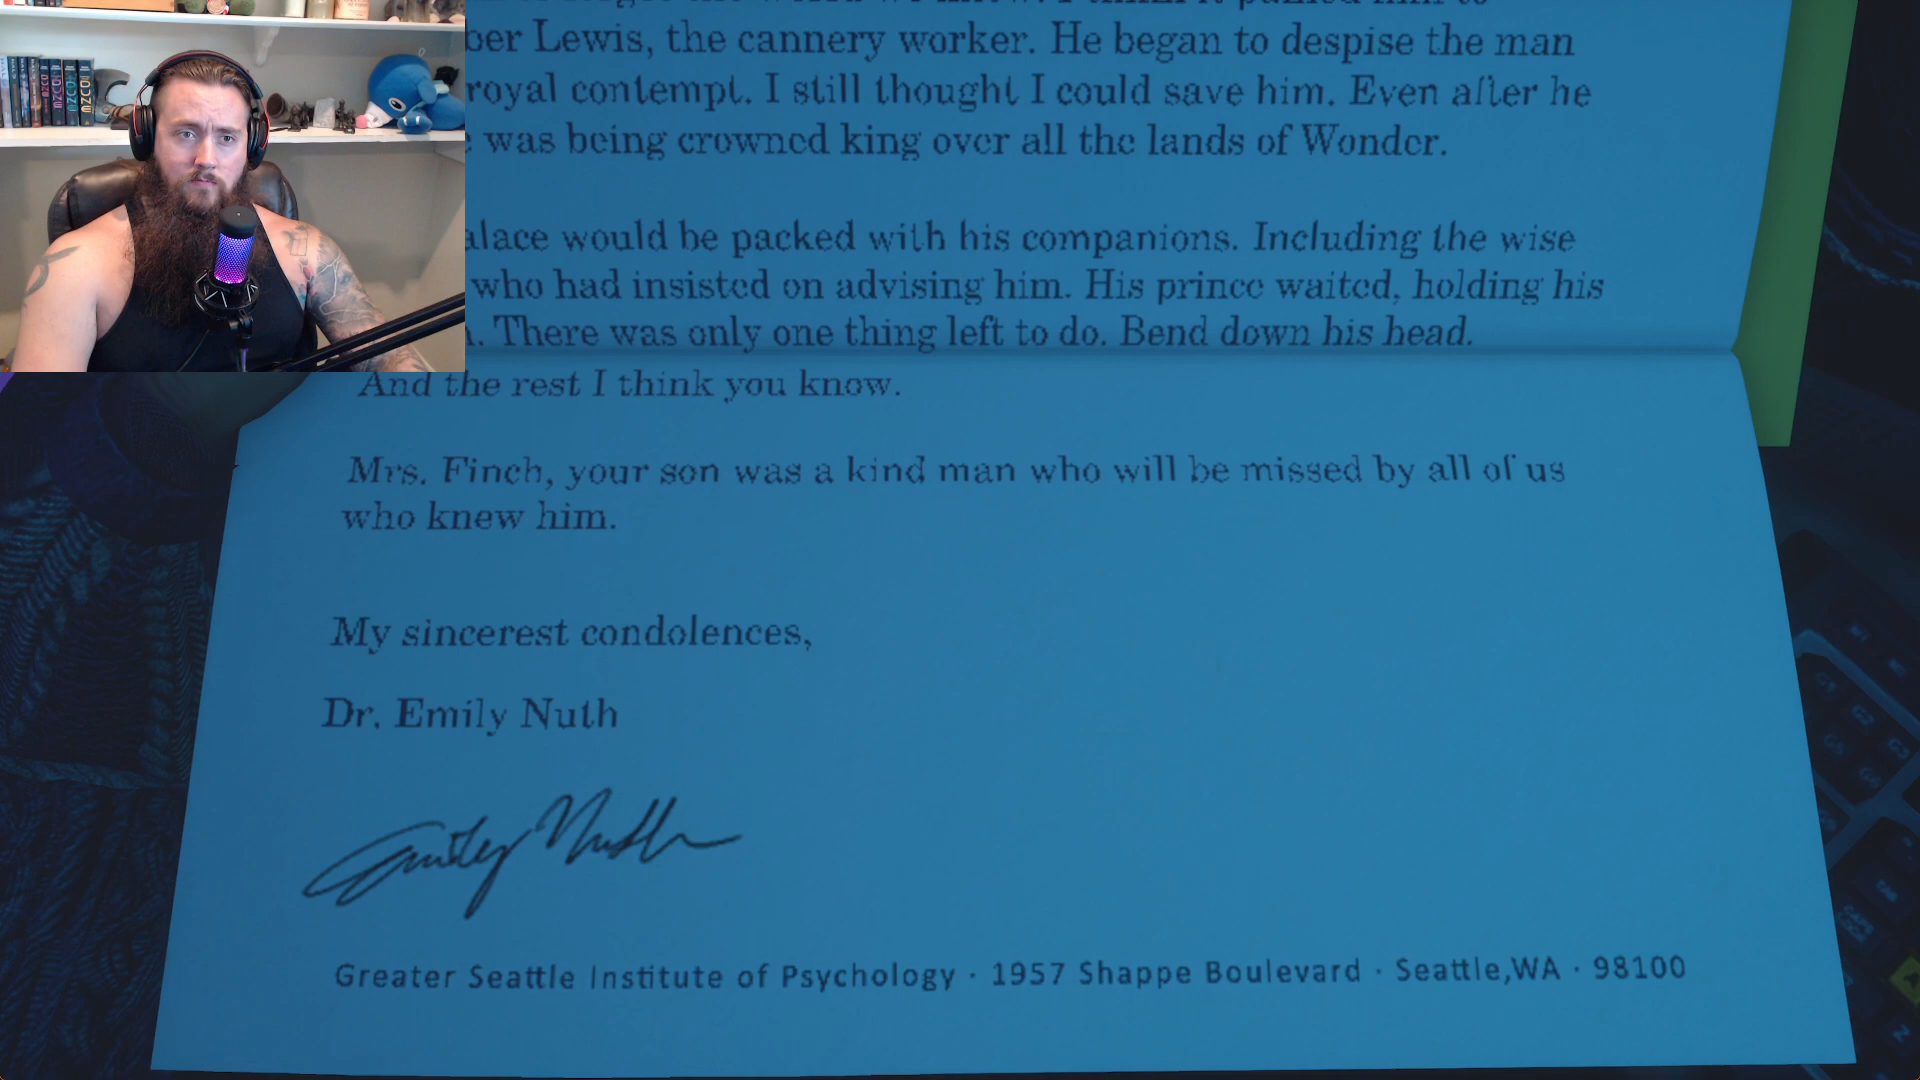 ber Lewis, the cannery worker. He began to despise the man
royal contempt. I still thought I could save him. Even after he
was being crowned king over all the lands of Wonder.
alace would be packed with his companions. Including the wise
who had insisted on advising him. His prince waited, holding his
. There was only one thing left to do. Bend down his head.
And the rest I think you know.
Mrs. Finch, your son was a kind man who will be missed by all of us
who knew him.
My sincerest condolences,
Dr. Emily Nuth
Emily Nuth
Greater Seattle Institute of Psychology · 1957 Shappe Boulevard · Seattle,WA · 98100